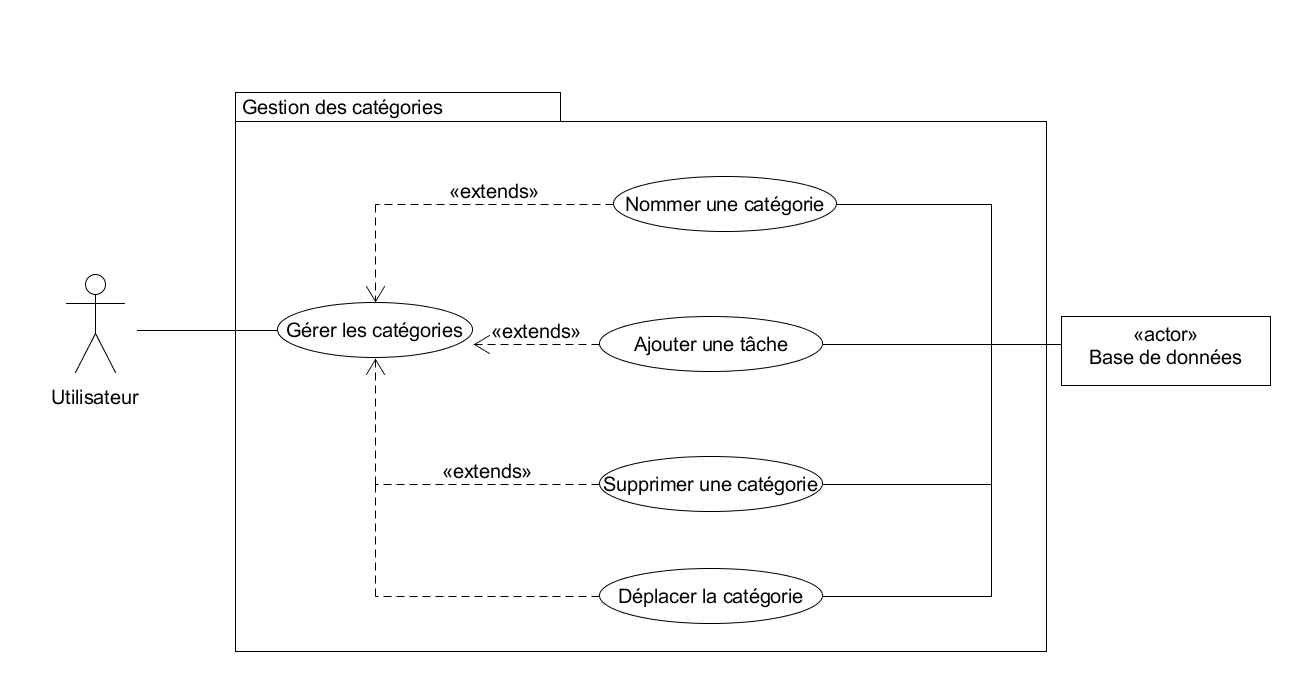 Gestion des catégories
«extends»
Nommer une catégorie
Gérer les catégories
«extends»
Ajouter une tâche
«actor»
Base de données
Utilisateur
«extends»
Supprimer une catégorie
Déplacer la catégorie